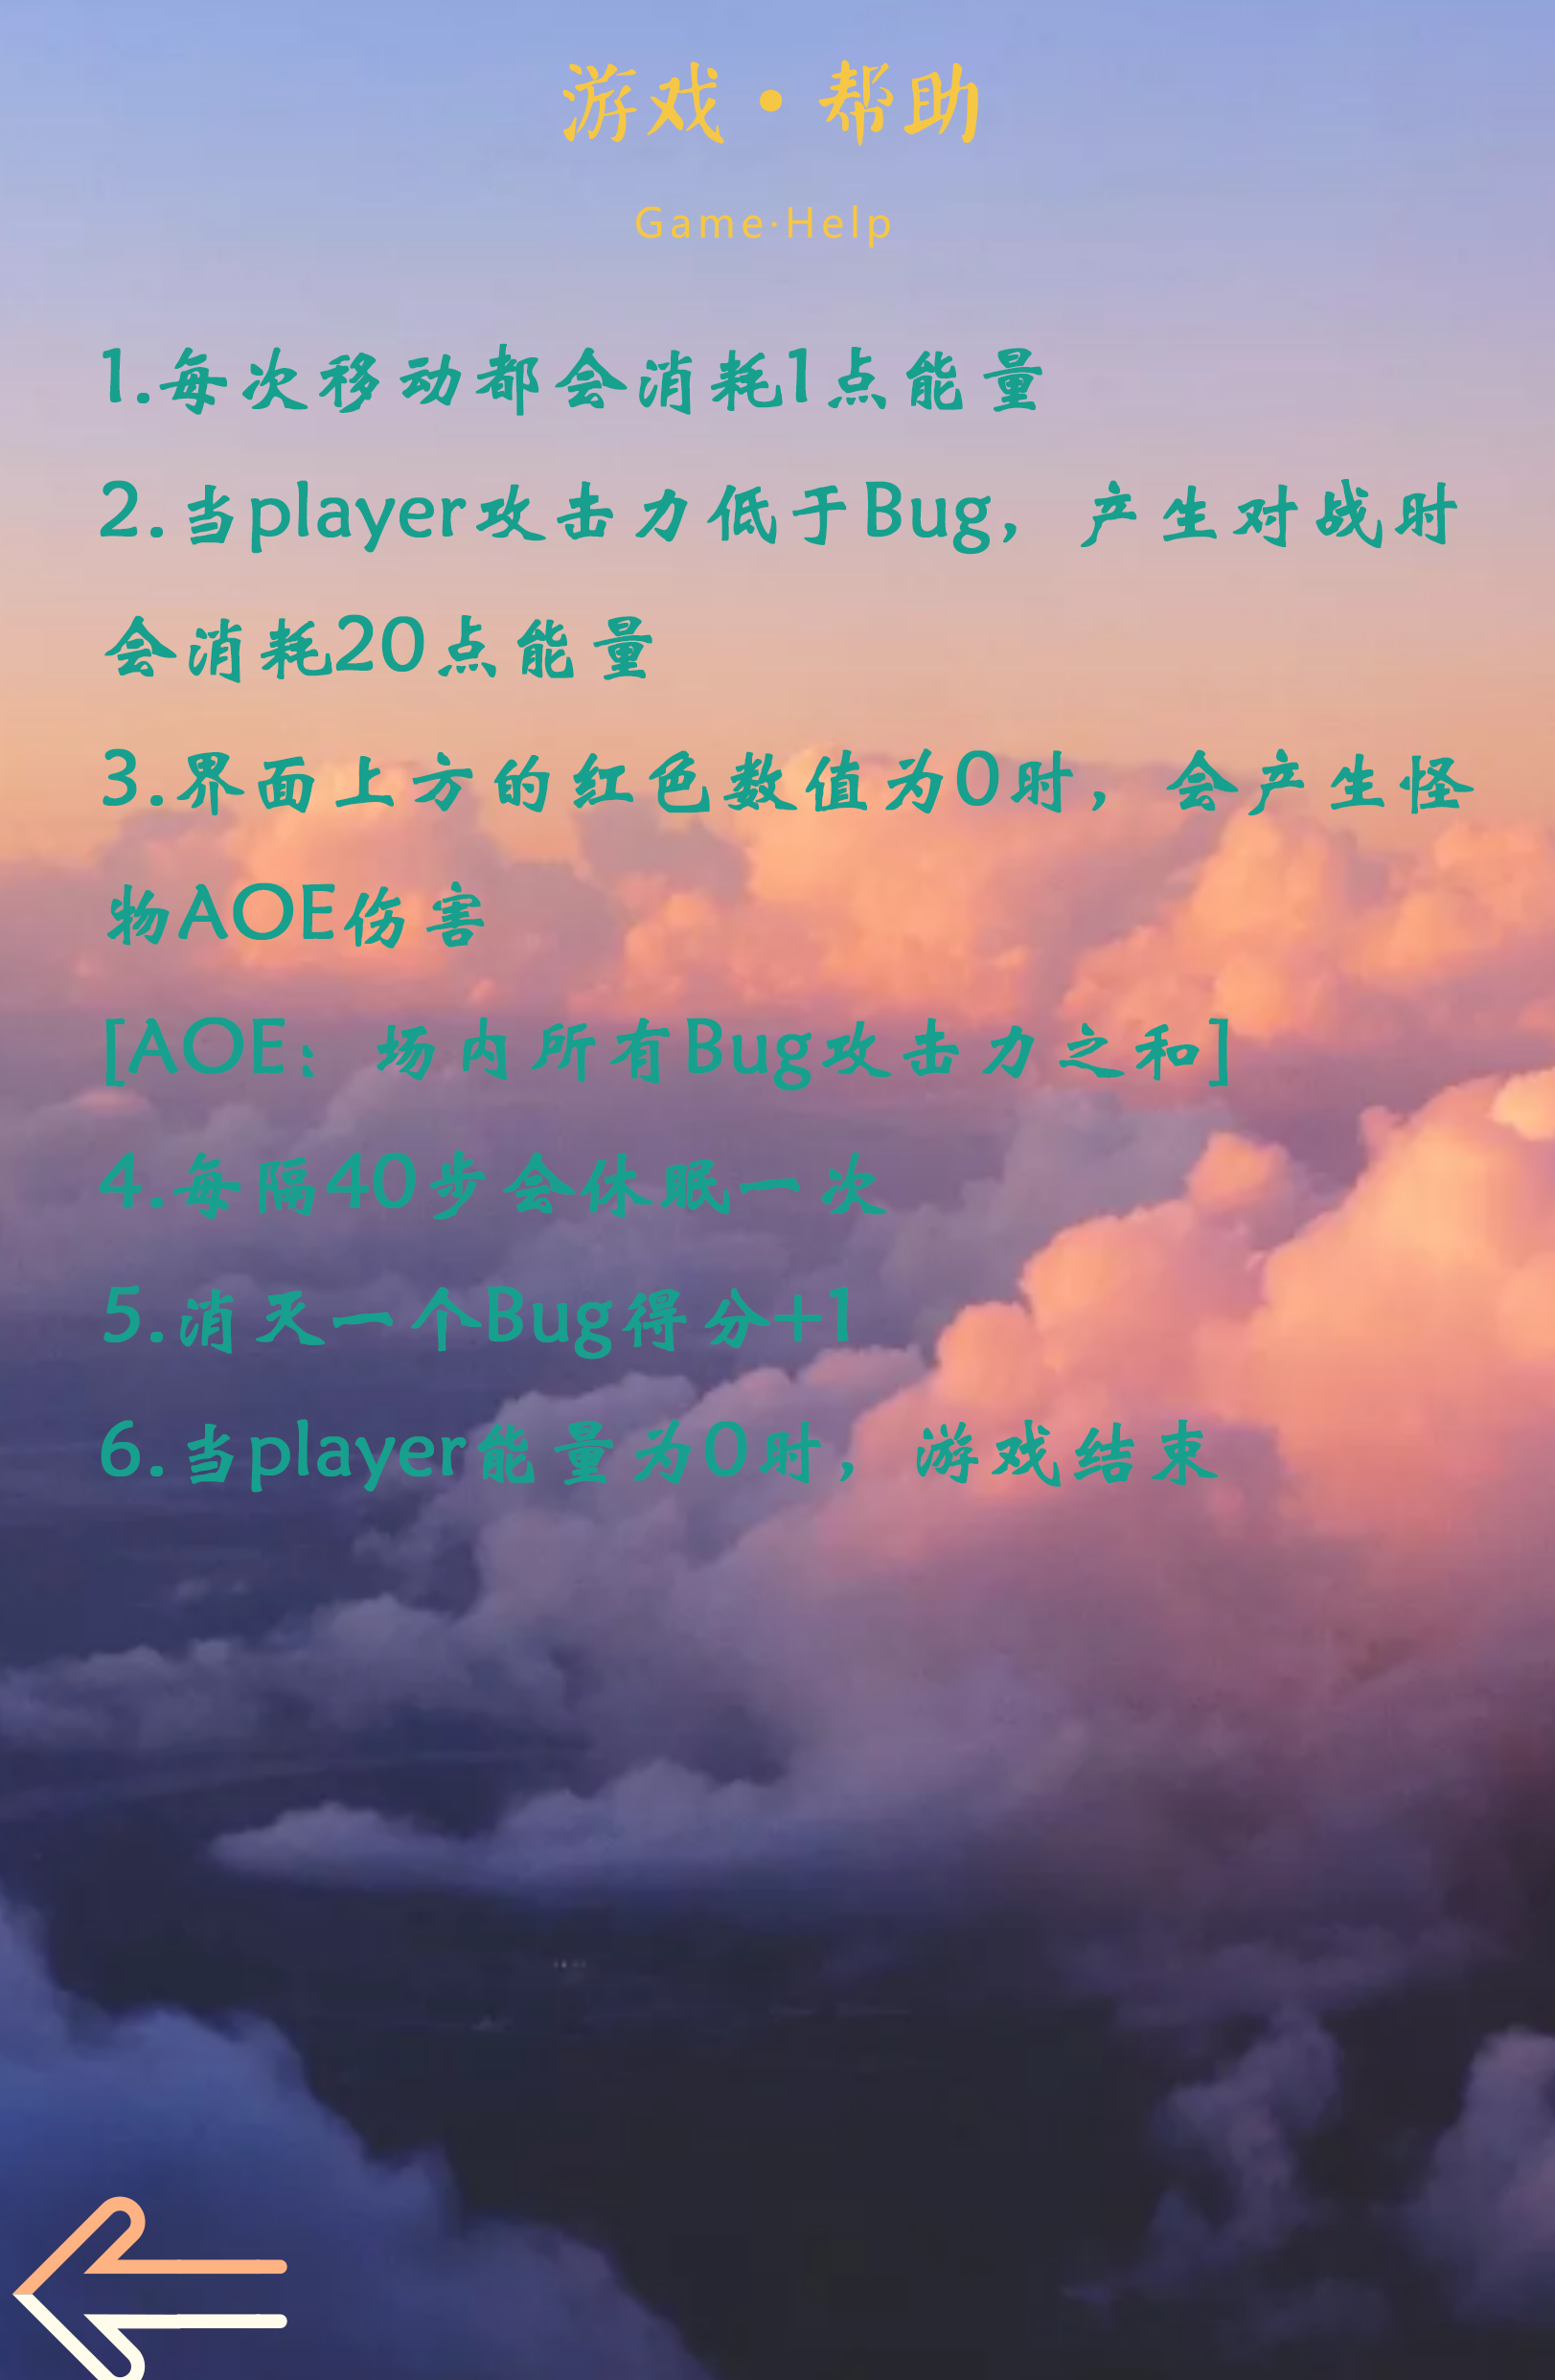 游戏·帮助
Game·Help
1.每次移动都会消耗1点能量
2.当player攻击力低于Bug，产生对战时
会消耗20点能量
3.界面上方的红色数值为0时，会产生怪
物AOE伤害
[AOE：场内所有Bug攻击力之和]
4.每隔40步会休眠一次
5.消灭一个Bug得分+1
6.当player能量为0时，游戏结束